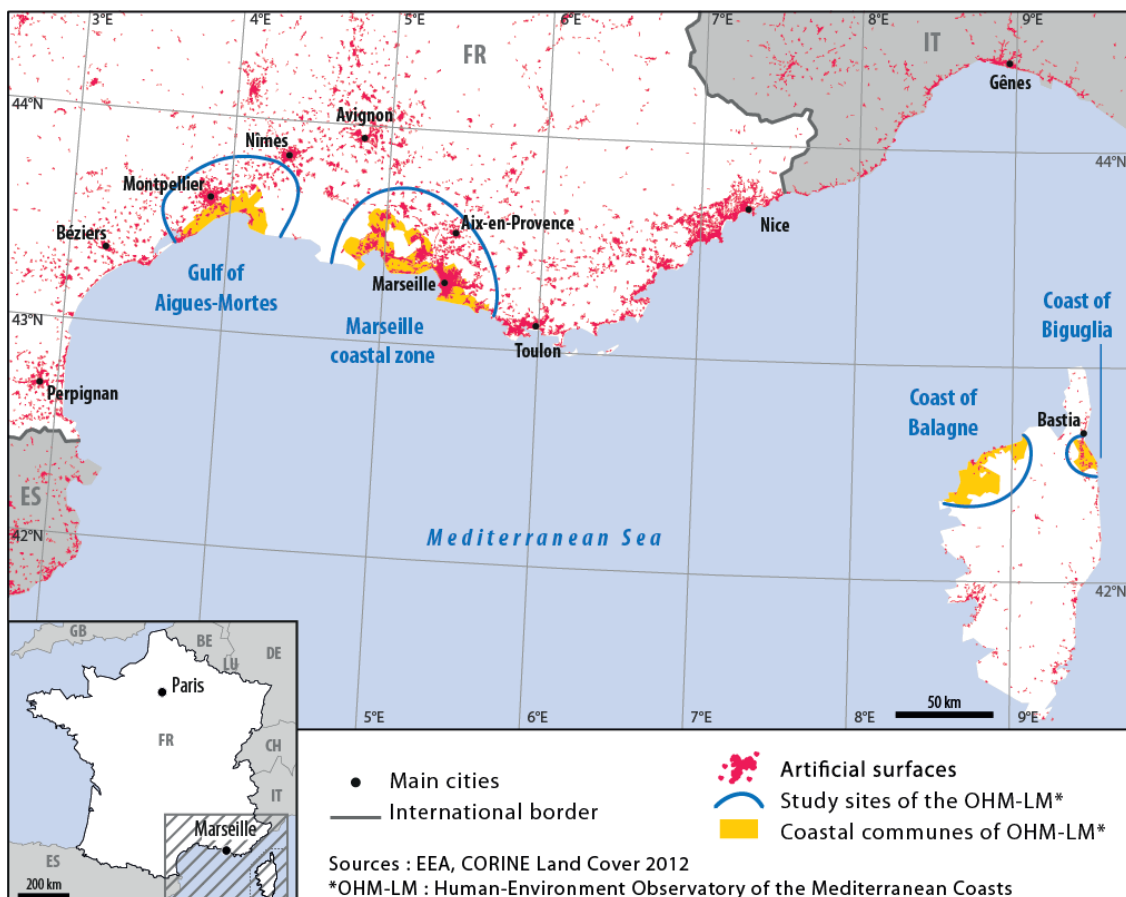 3°E
4°E
5°E
6°E
7°E
8°E
9°E
FR
IT
Gênes
44°N
Avignon
Nîmes
44°N
Montpellier
Béziers
Aix-en-Provence
Nice
Gulf of
Aigues-Mortes
Marseille
43°N
Marseille
coastal zone
Toulon
Coast of
Biguglia
Perpignan
Coast of
Balagne
Bastia
ES
42°N
Mediterranean Sea
42°N
50 km
5°E
6°E
7°E
8°E
9°E
GB
BE
LU
DE
Paris
FR
CH
IT
Marseille
ES
200 km
Main cities
International border
Artificial surfaces
Study sites of the OHM-LM*
Coastal communes of OHM-LM*
Sources : EEA, CORINE Land Cover 2012
*OHM-LM : Human-Environment Observatory of the Mediterranean Coasts